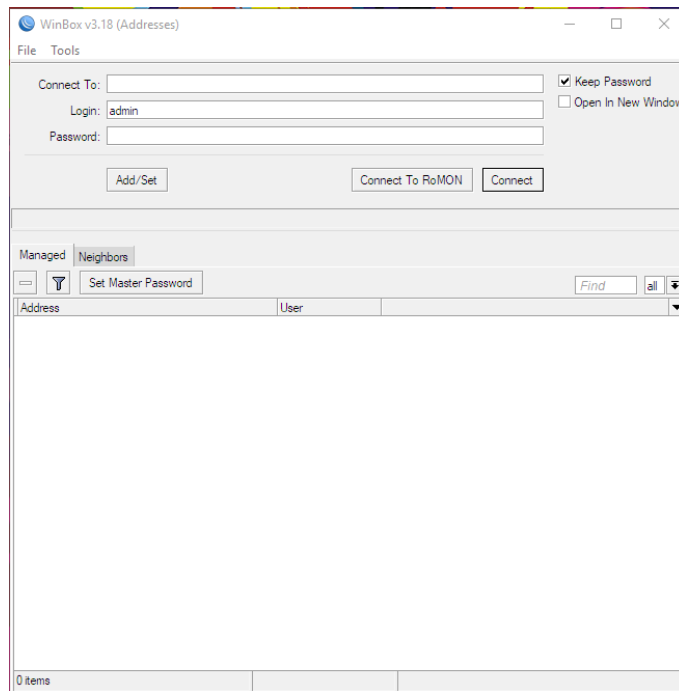 WinBox v3.18 (Addresses)
File Tools
Connect To:
Keep Password
Login: admin
Open In New Window
Password:
Add/Set Connect To RoMON Connect
Managed Neighbors
Set Master Password Find all
Address User
0 items